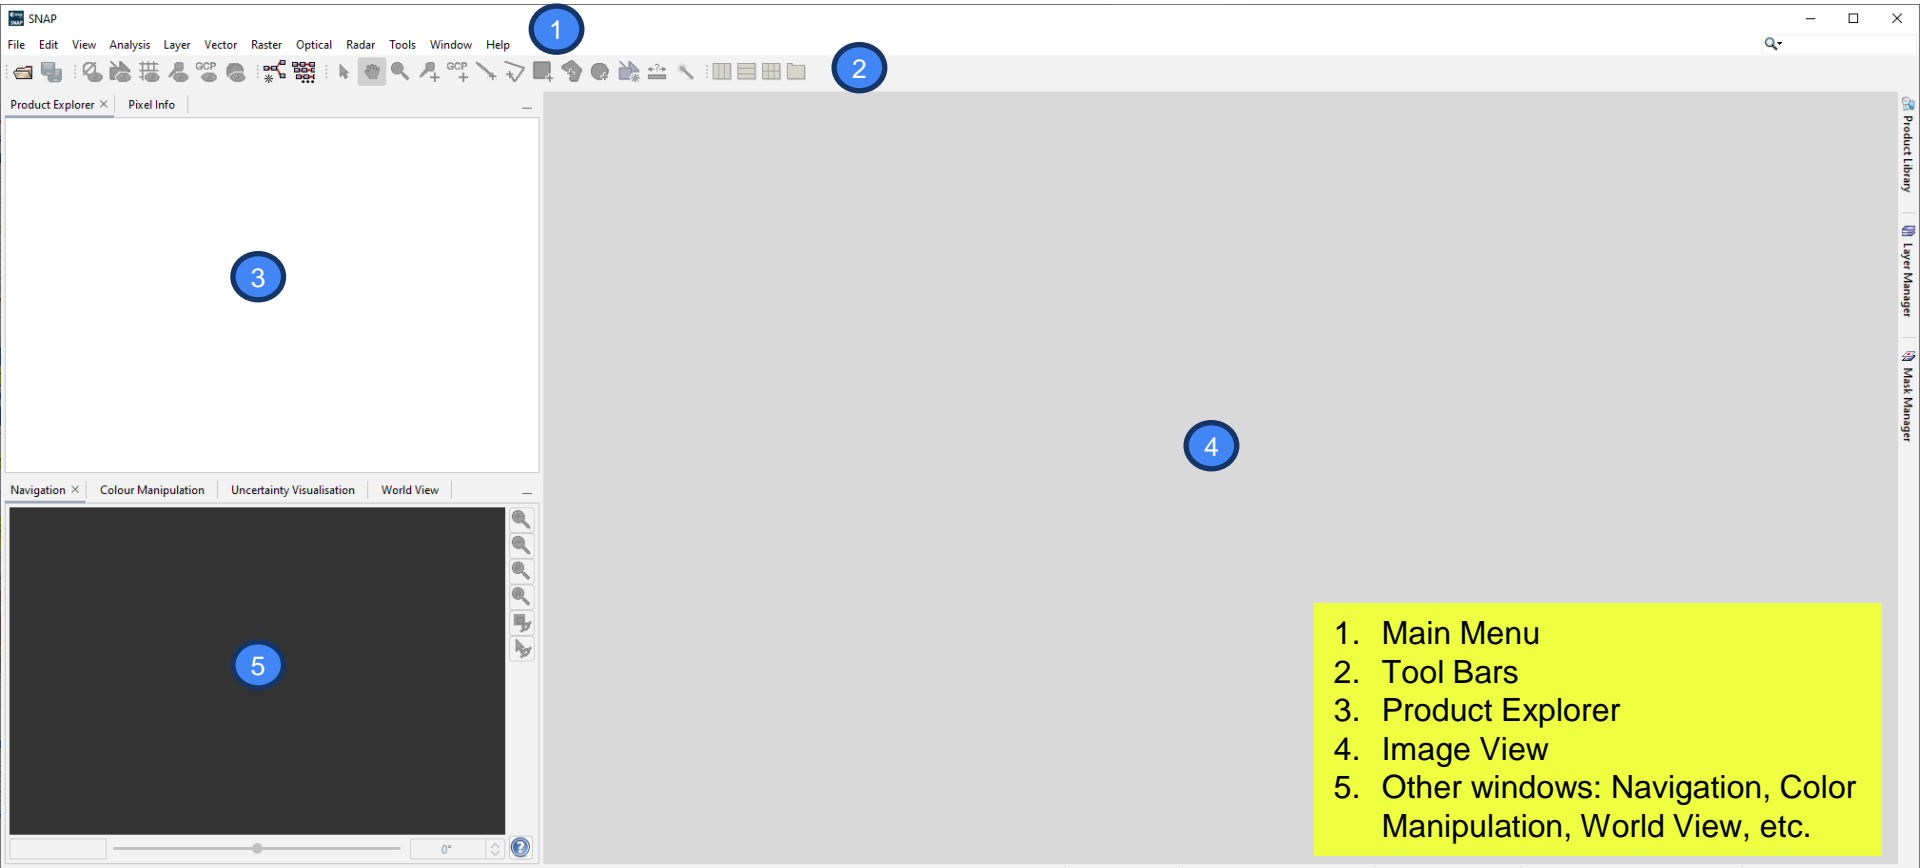 SNAP
1
File Edit View Analysis Layer Vector Raster Optical Radar Tools Window Help
GCP GCP
2
Product Explorer Pixel Info
3
4
Product Library
Layer Manager
Mask Manager
Navigation Colour Manipulation Uncertainty Visualisation World View
5
0°
1. Main Menu
2. Tool Bars
3. Product Explorer
4. Image View
5. Other windows: Navigation, Color
Manipulation, World View, etc.